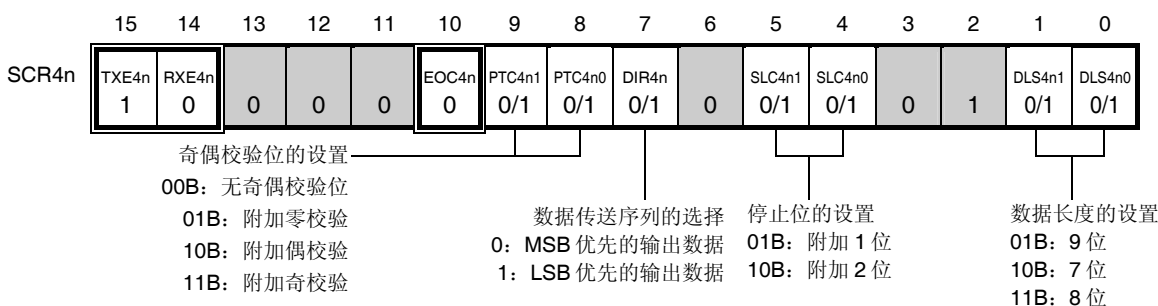 15 14 13 12 11 10 9 8 7 6 5 4 3 2 1 0
SCR4n TXE4n RXE4n EOC4n PTC4n1 PTC4n0 DIR4n SLC4n1 SLC4n0 DLS4n1 DLS4n0
1 0 0 0 0 0 0/1 0/1 0/1 0 0/1 0/1 0 1 0/1 0/1
奇偶校验位的设置
00B：无奇偶校验位
01B：附加零校验
10B：附加偶校验
11B：附加奇校验
数据传送序列的选择
0：MSB 优先的输出数据
1：LSB 优先的输出数据
停止位的设置
01B：附加 1 位
10B：附加 2 位
数据长度的设置
01B：9 位
10B：7 位
11B：8 位